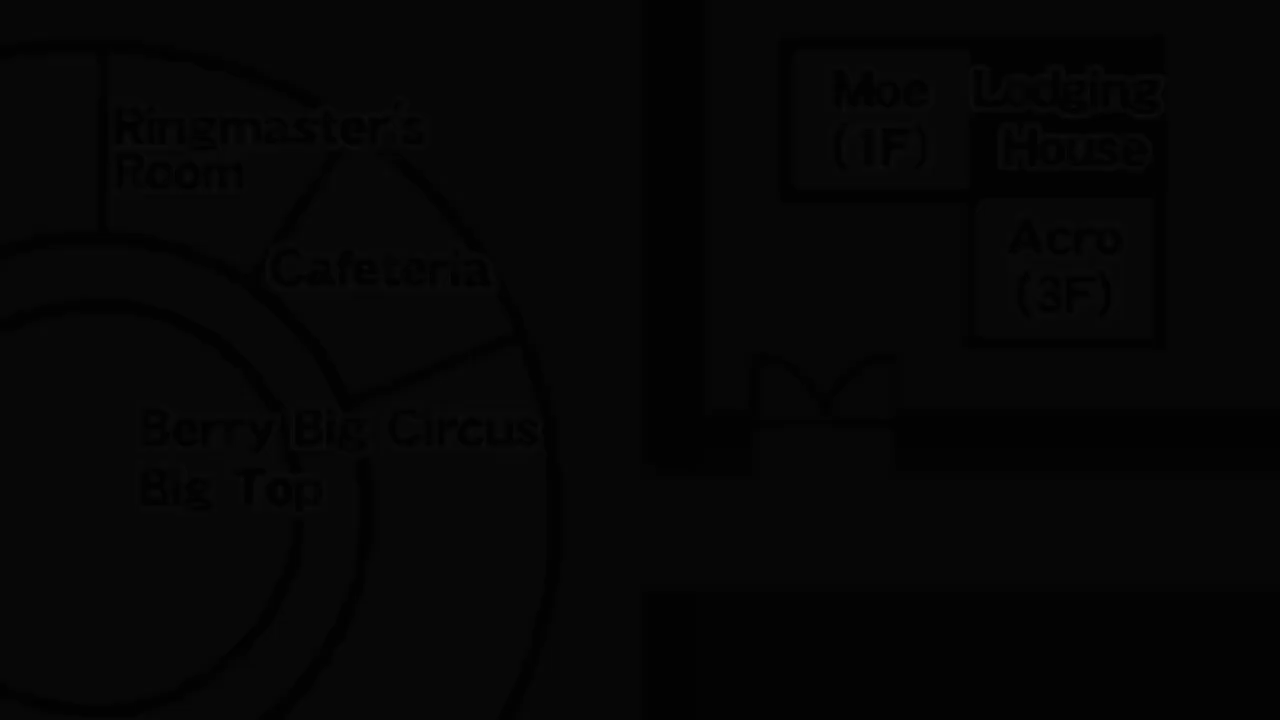 Ringmaster's
Room
Cafeteria
Berry Big Circus
Big Top
Moe
(1F)
Lodging
House
Acro
(3F)